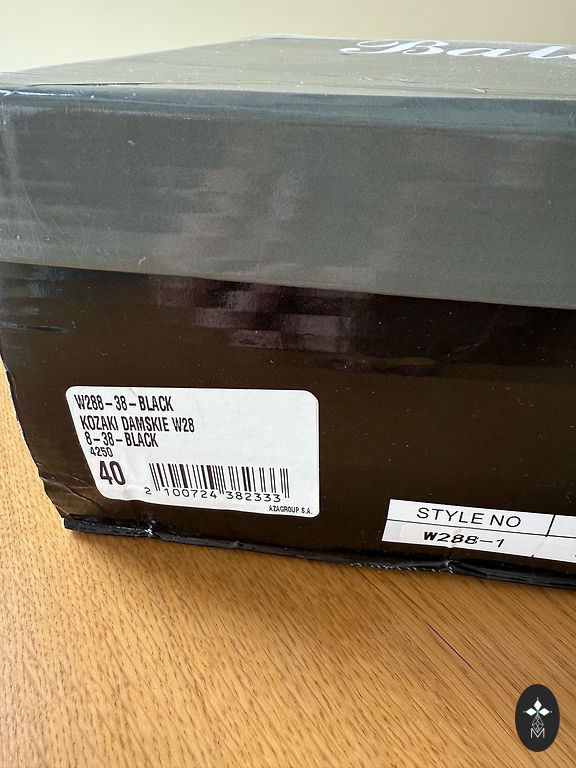 W288-38-BLACK
KOZAKI DAMSKIE W28
8-38-BLACK
4250
40
2 100724 382333
AZAGROUP S.A.
STYLE NO
W288-1
M